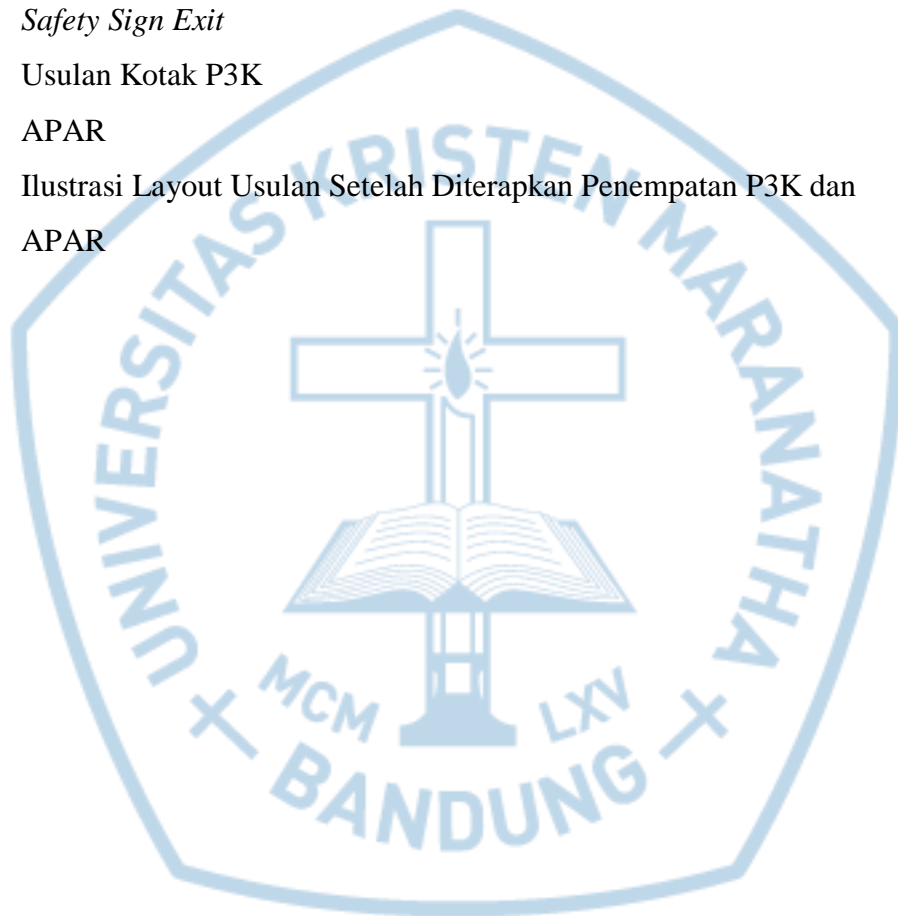 Safety Sign Exit
Usulan Kotak P3K
APAR
Ilustrasi Layout Usulan Setelah Diterapkan Penempatan P3K dan
APAR
UNIVERSITAS KRISTEN MARANATHA
MCM LXV
BANDUNG